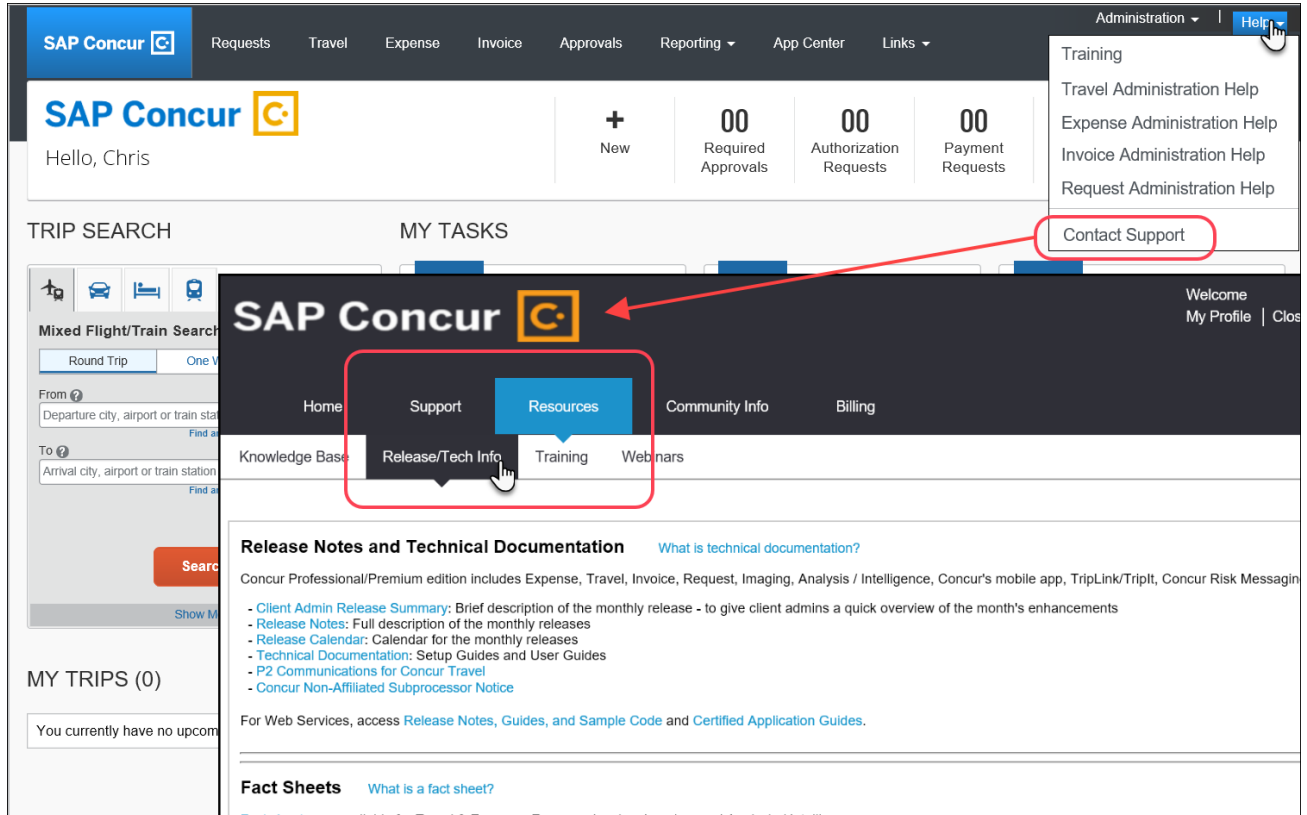 Administration
|
Help
SAP Concur
Requests
Travel
Expense
Invoice
Approvals
Reporting
App Center
Links
Training
Travel Administration Help
Expense Administration Help
Invoice Administration Help
Request Administration Help
Contact Support
SAP Concur
Hello, Chris
+
New
00
Required
Approvals
00
Authorization
Requests
00
Payment
Requests
TRIP SEARCH
MY TASKS
Mixed Flight/Train Search
Round Trip
One W
From ?
Departure city, airport or train stat
Find a
To ?
Arrival city, airport or train station
Find a
Searc
Show M
MY TRIPS (0)
You currently have no upcom
SAP Concur
Welcome
My Profile | Clos
Home
Support
Resources
Community Info
Billing
Knowledge Base
Release/Tech Info
Training
Webinars
Release Notes and Technical Documentation What is technical documentation?
Concur Professional/Premium edition includes Expense, Travel, Invoice, Request, Imaging, Analysis / Intelligence, Concur's mobile app, TripLink/TripIt, Concur Risk Messagin
- Client Admin Release Summary: Brief description of the monthly release - to give client admins a quick overview of the month's enhancements
- Release Notes: Full description of the monthly releases
- Release Calendar: Calendar for the monthly releases
- Technical Documentation: Setup Guides and User Guides
- P2 Communications for Concur Travel
- Concur Non-Affiliated Subprocessor Notice
For Web Services, access Release Notes, Guides, and Sample Code and Certified Application Guides.
Fact Sheets What is a fact sheet?